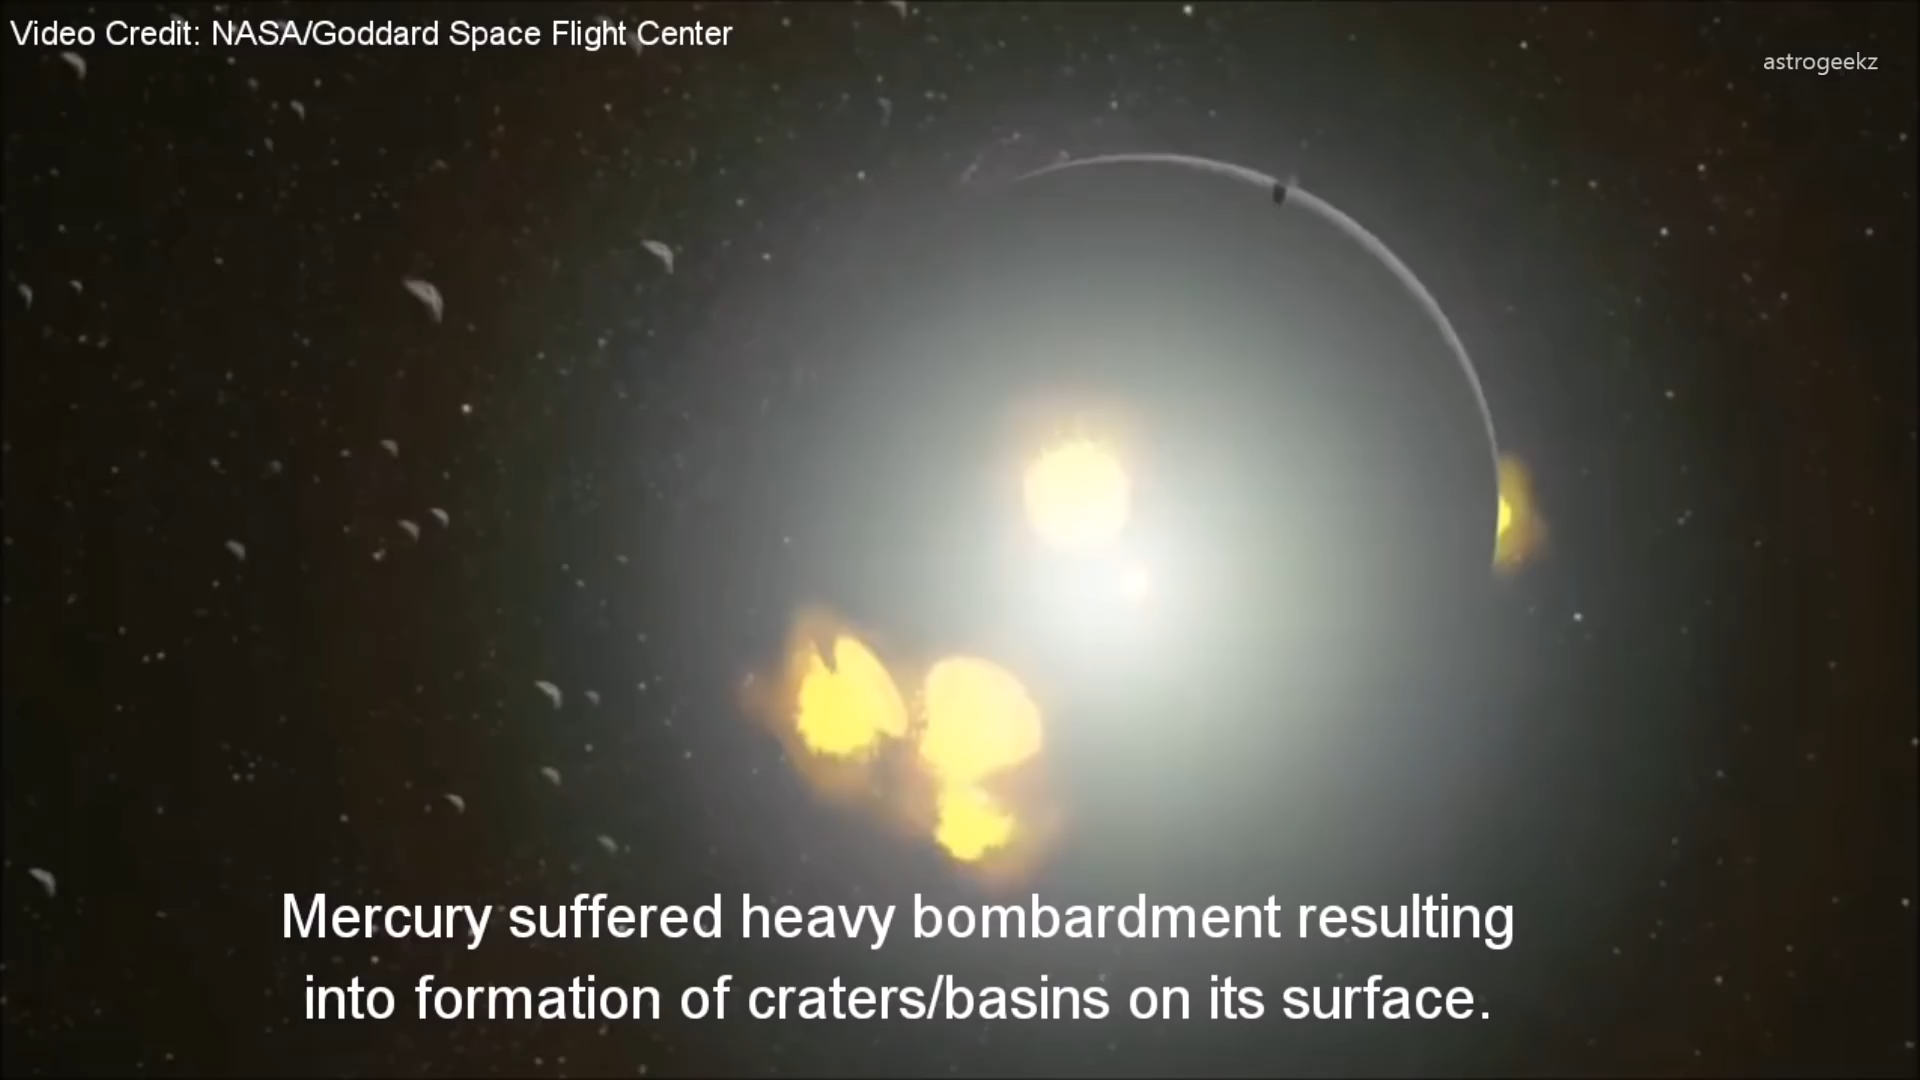 Video Credit: NASA/Goddard Space Flight Center
astrogeekz
Mercury suffered heavy bombardment resulting
into formation of craters/basins on its surface.